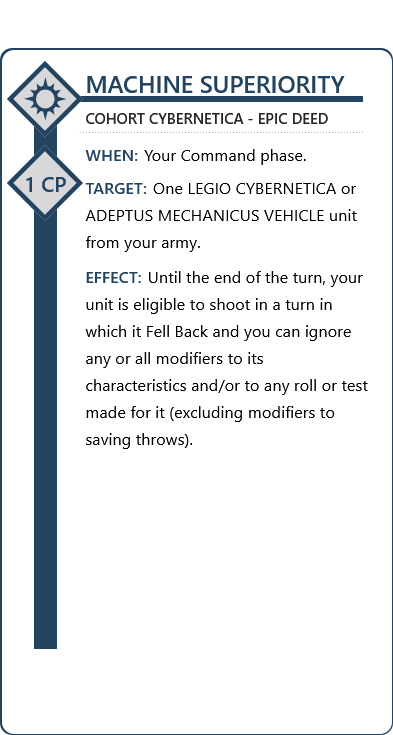 MACHINE SUPERIORITY
COHORT CYBERNETICA - EPIC DEED
1 CP
WHEN: Your Command phase.
TARGET: One LEGIO CYBERNETICA or
ADEPTUS MECHANICUS VEHICLE unit
from your army.
EFFECT: Until the end of the turn, your
unit is eligible to shoot in a turn in
which it Fell Back and you can ignore
any or all modifiers to its
characteristics and/or to any roll or test
made for it (excluding modifiers to
saving throws).